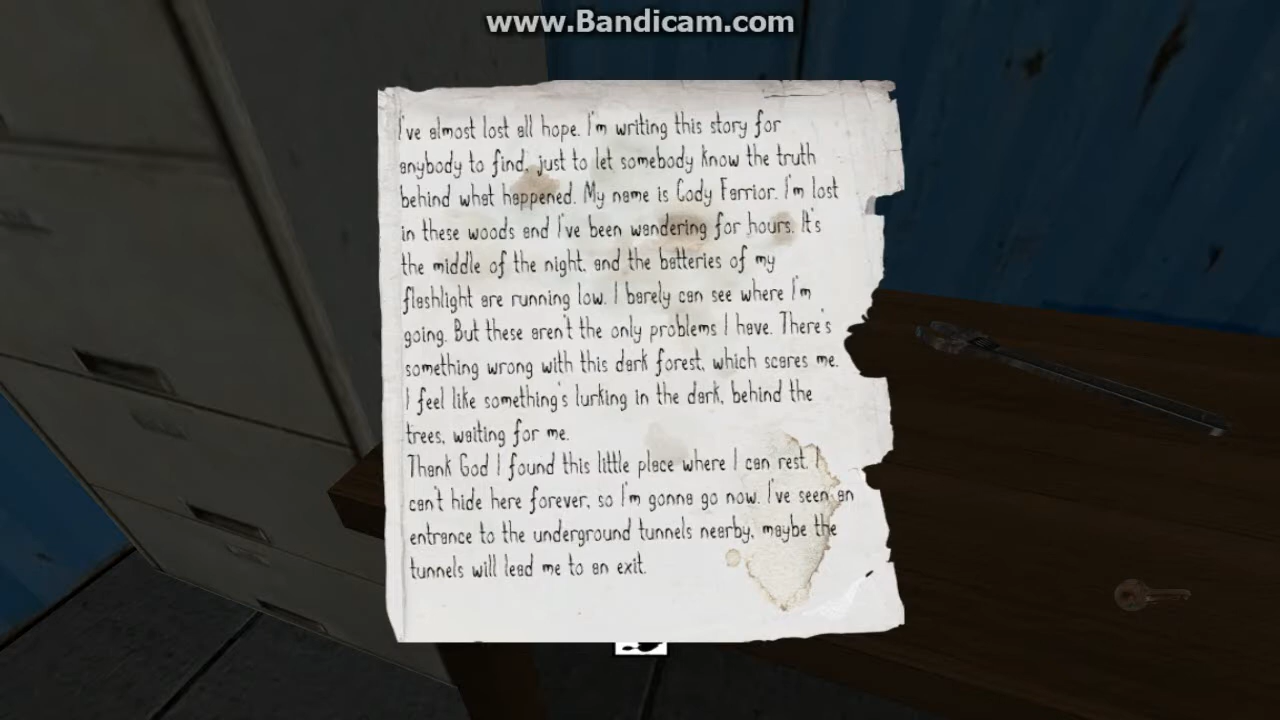 www.Bandicam.com
I've almost lost all hope. I'm writing this story for
anybody to find, just to let somebody know the truth
behind what happened. My name is Cody Farrior. I'm lost
in these woods and I've been wandering for hours. It's
the middle of the night, and the batteries of my
flashlight are running low. I barely can see where I'm
going. But these aren't the only problems I have. There's
something wrong with this dark forest, which scares me.
I feel like something's lurking in the dark, behind the
trees, waiting for me.
Thank God I found this little place where I can rest. I
can't hide here forever, so I'm gonna go now. I've seen an
entrance to the underground tunnels nearby, maybe the
tunnels will lead me to an exit.